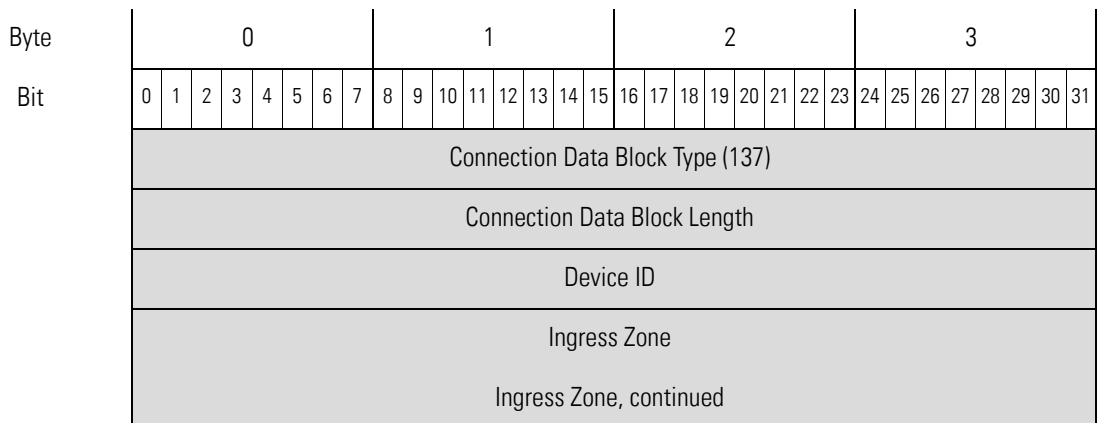 Byte 0 1 2 3
Bit 0 1 2 3 4 5 6 7 8 9 10 11 12 13 14 15 16 17 18 19 20 21 22 23 24 25 26 27 28 29 30 31
Connection Data Block Type (137)
Connection Data Block Length
Device ID
Ingress Zone
Ingress Zone, continued